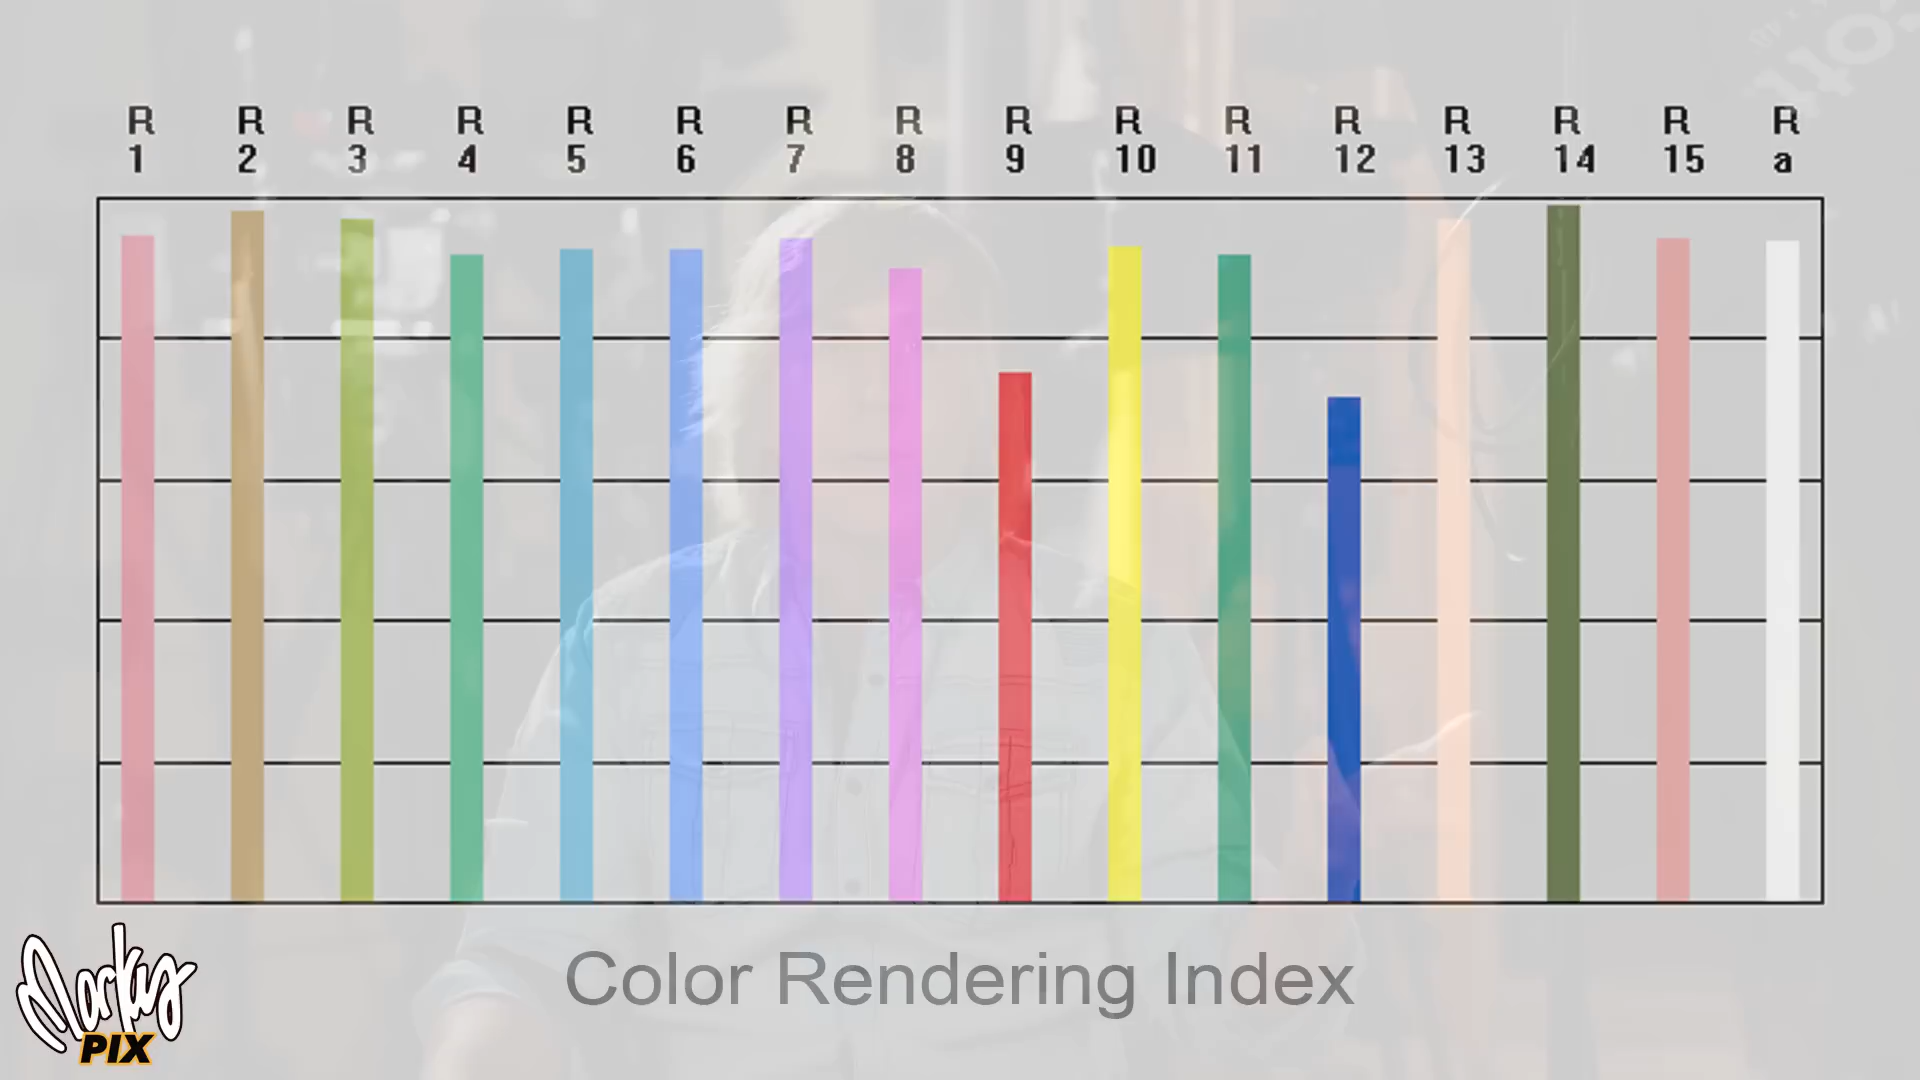 R R R R R R R R R R R R R R R R
1 2 3 4 5 6 7 8 9 10 11 12 13 14 15 a
Color Rendering Index
Markus
PIX